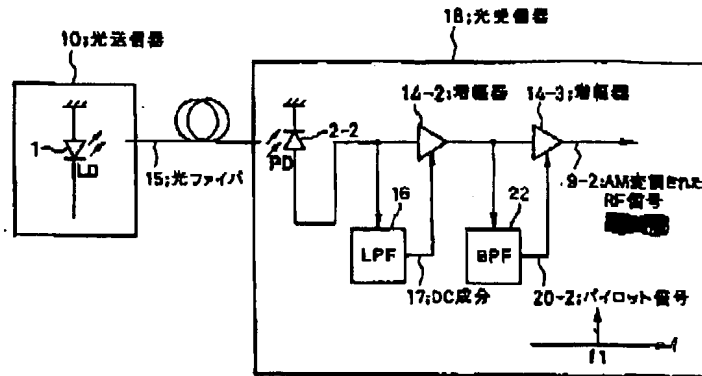 18;光受信器
10;光送信器
14-2;増幅器 14-3;増幅器
1
LD
PD
2-2
15;光ファイバ
9-2:AM変調された
RF信号
16
LPF
22
BPF
17;DC成分
20-2;パイロット信号
f1
f